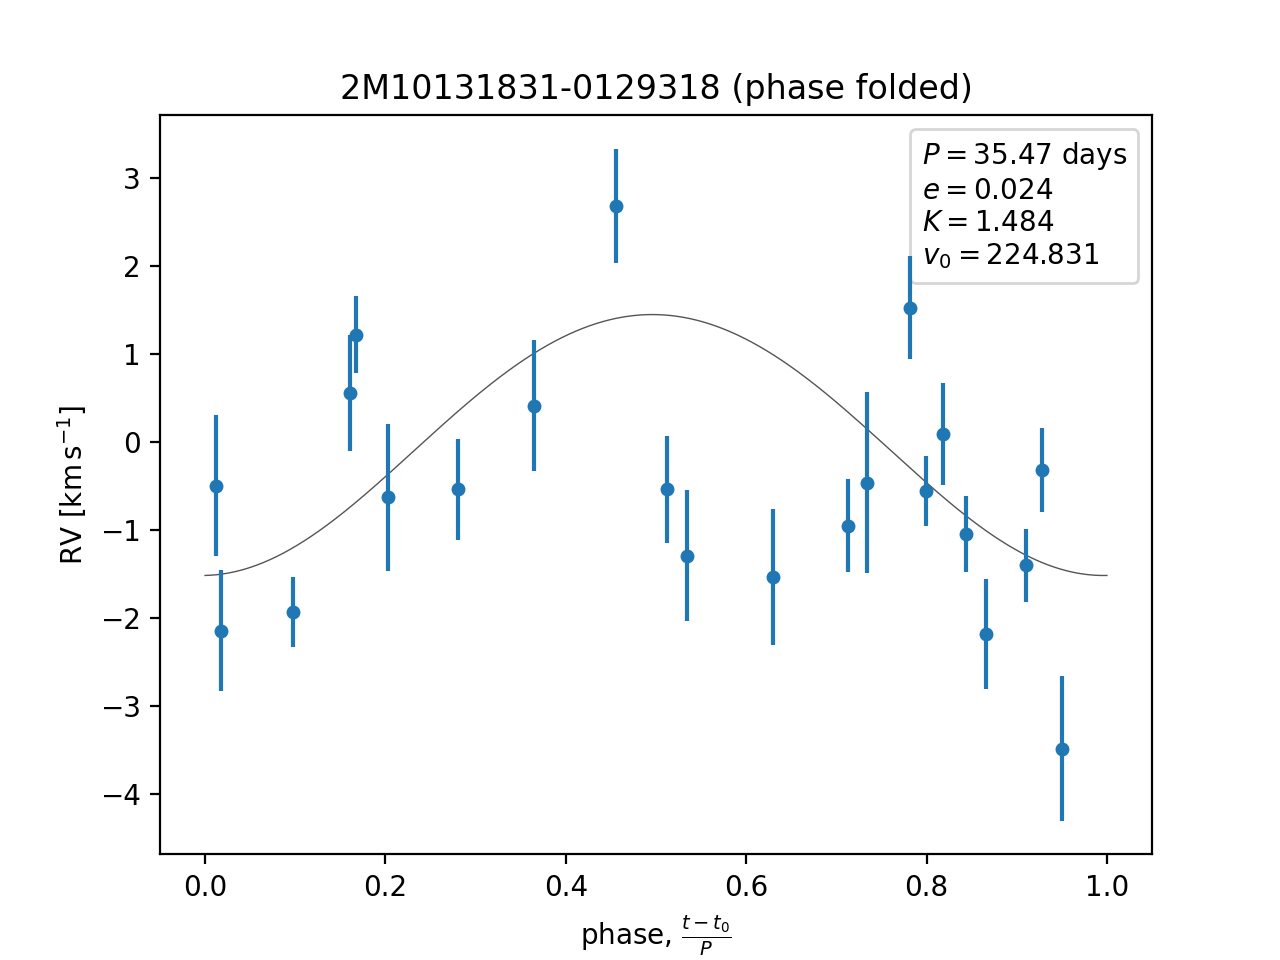 2M10131831-0129318 (phase folded)
P = 35.47 days
e = 0.024
K = 1.484
v₀ = 224.831
3
2
1
0
−1
−2
−3
−4
RV [km s⁻¹]
0.0 0.2 0.4 0.6 0.8 1.0
phase, (t − t₀)/P